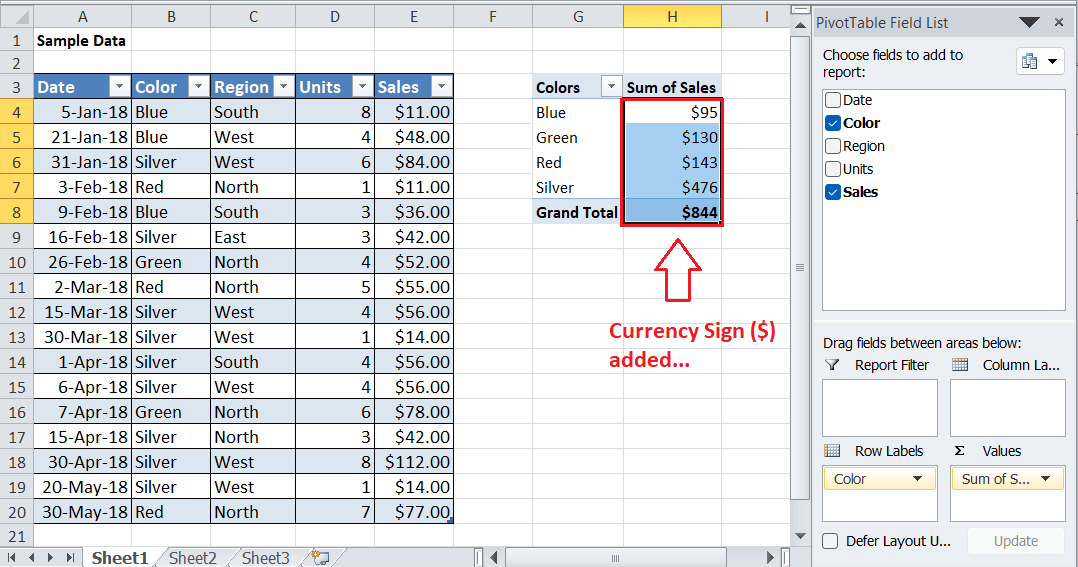 A B C D E F G H I
1 Sample Data
2
3 Date Color Region Units Sales Colors Sum of Sales
4 5-Jan-18 Blue South 8 $11.00 Blue $95
5 21-Jan-18 Blue West 4 $48.00 Green $130
6 31-Jan-18 Silver West 6 $84.00 Red $143
7 3-Feb-18 Red North 1 $11.00 Silver $476
8 9-Feb-18 Blue South 3 $36.00 Grand Total $844
9 16-Feb-18 Silver East 3 $42.00
10 26-Feb-18 Green North 4 $52.00
11 2-Mar-18 Red North 5 $55.00
12 15-Mar-18 Silver West 4 $56.00
13 30-Mar-18 Silver West 1 $14.00
14 1-Apr-18 Silver South 4 $56.00
15 6-Apr-18 Silver West 4 $56.00
16 7-Apr-18 Green North 6 $78.00
17 15-Apr-18 Silver North 3 $42.00
18 30-Apr-18 Silver West 8 $112.00
19 20-May-18 Silver West 1 $14.00
20 30-May-18 Red North 7 $77.00
21
Currency Sign ($)
added...
Sheet1 Sheet2 Sheet3
PivotTable Field List
Choose fields to add to
report:
Date
Color
Region
Units
Sales
Drag fields between areas below:
Report Filter Column La...
Row Labels Σ Values
Color Sum of S...
Defer Layout U... Update